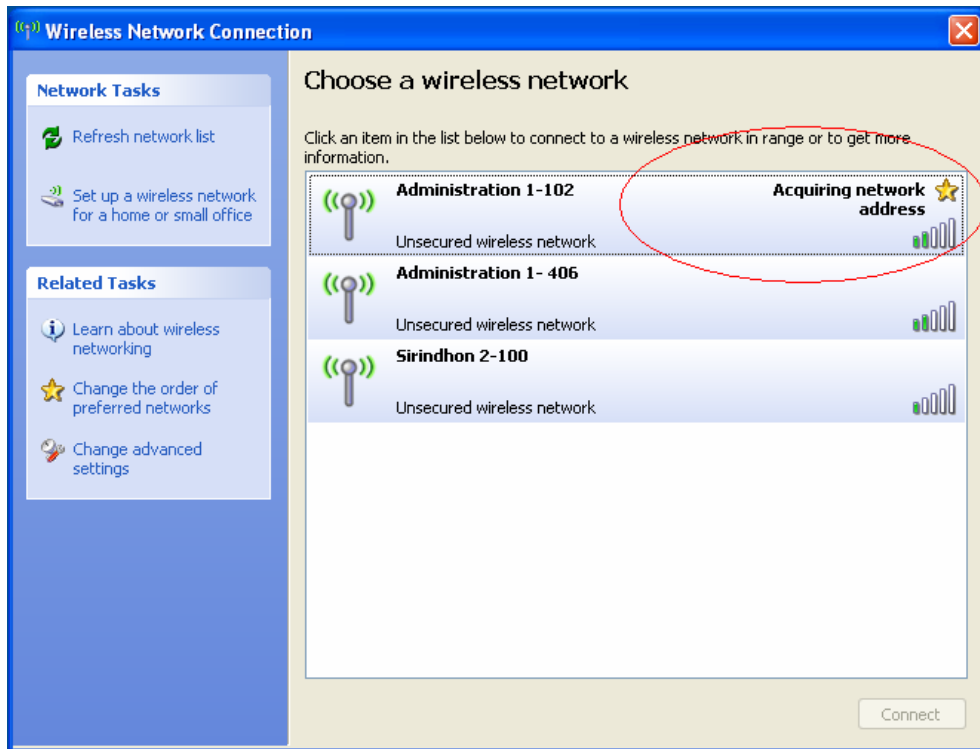 Wireless Network Connection
Network Tasks
Refresh network list
Set up a wireless network
for a home or small office
Related Tasks
Learn about wireless
networking
Change the order of
preferred networks
Change advanced
settings
Choose a wireless network
Click an item in the list below to connect to a wireless network in range or to get more
information.
Administration 1-102
Acquiring network
address
Unsecured wireless network
Administration 1- 406
Unsecured wireless network
Sirindhon 2-100
Unsecured wireless network
Connect